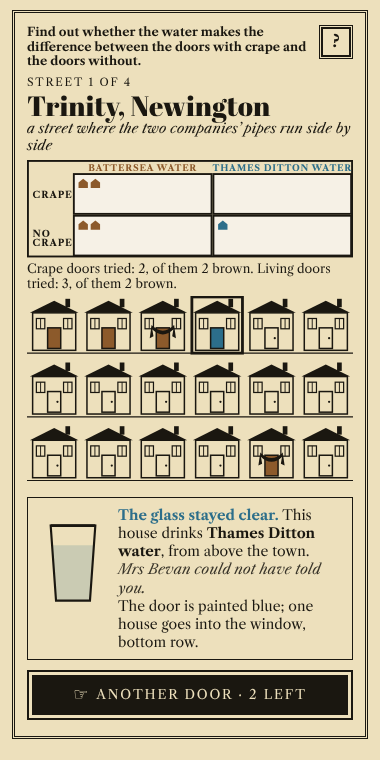 Find out whether the water makes the
difference between the doors with crape and
the doors without.
?
STREET 1 OF 4
Trinity, Newington
a street where the two companies' pipes run side by
side
BATTERSEA WATER THAMES DITTON WATER
CRAPE
NO
CRAPE
Crape doors tried: 2, of them 2 brown. Living doors
tried: 3, of them 2 brown.
The glass stayed clear. This
house drinks Thames Ditton
water, from above the town.
Mrs Bevan could not have told
you.
The door is painted blue; one
house goes into the window,
bottom row.
☞ ANOTHER DOOR · 2 LEFT